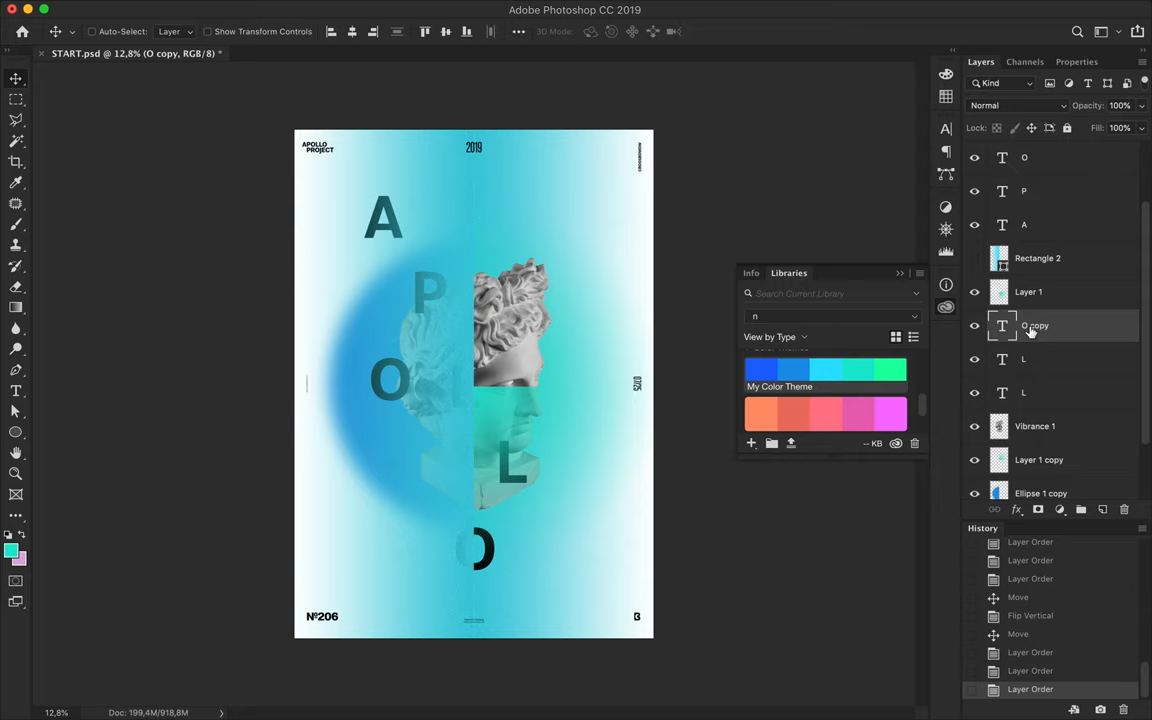 Adobe Photoshop CC 2019
Auto-Select:
Layer
Show Transform Controls
3D Mode:
START.psd @ 12,8% (O copy, RGB/8) *
Layers
Channels
Properties
Kind
Normal
Opacity: 100%
Lock:
Fill: 100%
O
P
A
Rectangle 2
Layer 1
O copy
L
L
Vibrance 1
Layer 1 copy
Ellipse 1 copy
fx
History
Layer Order
Layer Order
Layer Order
Move
Flip Vertical
Move
Layer Order
Layer Order
Layer Order
Info
Libraries
Search Current Library
n
View by Type
My Color Theme
-- KB
APOLLO
PROJECT
2019
A
P
O
L
O
Nº206
12,8%
Doc: 199,4M/918,8M